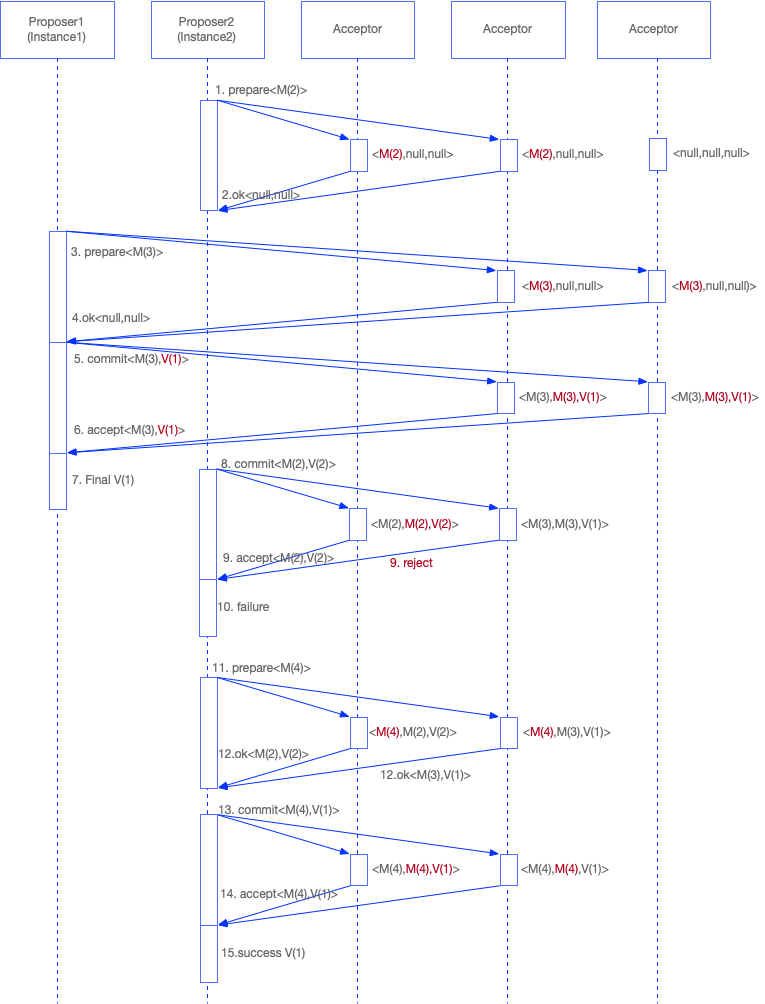 Proposer1
(Instance1)
Proposer2
(Instance2)
Acceptor
Acceptor
Acceptor
1. prepare<M(2)>
<M(2),null,null>
<M(2),null,null>
<null,null,null>
2.ok<null,null>
3. prepare<M(3)>
<M(3),null,null>
<M(3),null,null)>
4.ok<null,null>
5. commit<M(3),V(1)>
<M(3),M(3),V(1)>
<M(3),M(3),V(1)>
6. accept<M(3),V(1)>
7. Final V(1)
8. commit<M(2),V(2)>
<M(2),M(2),V(2)>
<M(3),M(3),V(1)>
9. accept<M(2),V(2)>
9. reject
10. failure
11. prepare<M(4)>
<M(4),M(2),V(2)>
<M(4),M(3),V(1)>
12.ok<M(2),V(2)>
12.ok<M(3),V(1)>
13. commit<M(4),V(1)>
<M(4),M(4),V(1)>
<M(4),M(4),V(1)>
14. accept<M(4),V(1)>
15.success V(1)